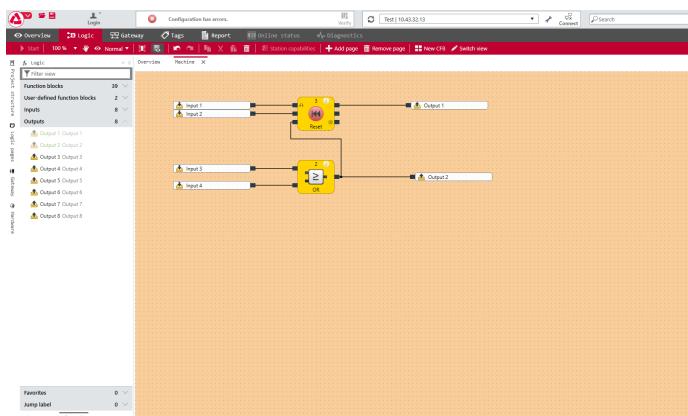 Login
Configuration has errors.
Verify
Test | 10.43.32.13
Connect
Search
Overview
Logic
Gateway
Tags
Report
Online status
Diagnostics
Start
100 %
Normal
Station capabilities
Add page
Remove page
New CFB
Switch view
Project structure
Logic pages
Gateway
Hardware
Logic
Filter view
Function blocks 39
User-defined function blocks 2
Inputs 8
Outputs 8
Output 1 Output 1
Output 2 Output 2
Output 3 Output 3
Output 4 Output 4
Output 5 Output 5
Output 6 Output 6
Output 7 Output 7
Output 8 Output 8
Favorites 0
Jump label 0
Overview
Machine X
Input 1
Input 2
3
Reset
Output 1
Input 3
Input 4
2
≥
OR
Output 2